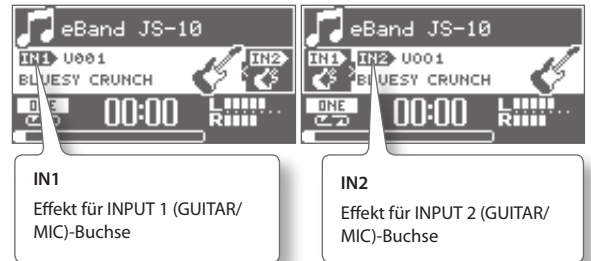 eBand JS-10
IN1 U001 IN2
BLUESY CRUNCH
ONE 00:00 L
R
IN1
Effekt für INPUT 1 (GUITAR/
MIC)-Buchse
eBand JS-10
IN1 IN2 U001
BLUESY CRUNCH
ONE 00:00 L
R
IN2
Effekt für INPUT 2 (GUITAR/
MIC)-Buchse